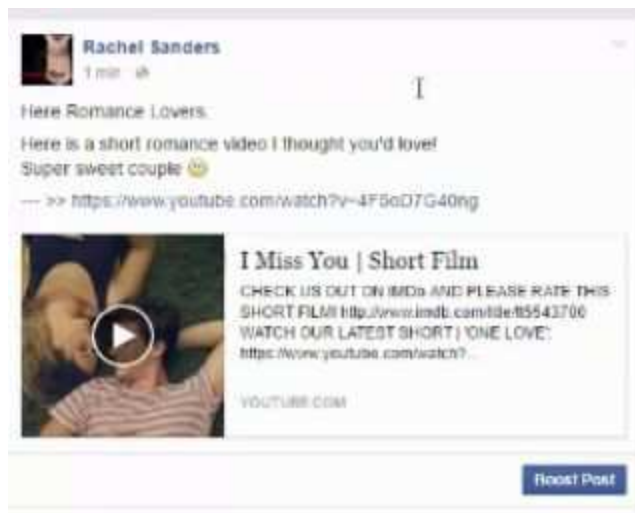 Rachel Sanders
1 min
Here Romance Lovers.
Here is a short romance video I thought you'd love!
Super sweet couple
--- >> https://www.youtube.com/watch?v=4F5oD7G40ng
I Miss You | Short Film
CHECK US OUT ON IMDb AND PLEASE RATE THIS
SHORT FILM! http://www.imdb.com/title/tt5543700
WATCH OUR LATEST SHORT | 'ONE LOVE':
https://www.youtube.com/watch?...
YOUTUBE.COM
Boost Post